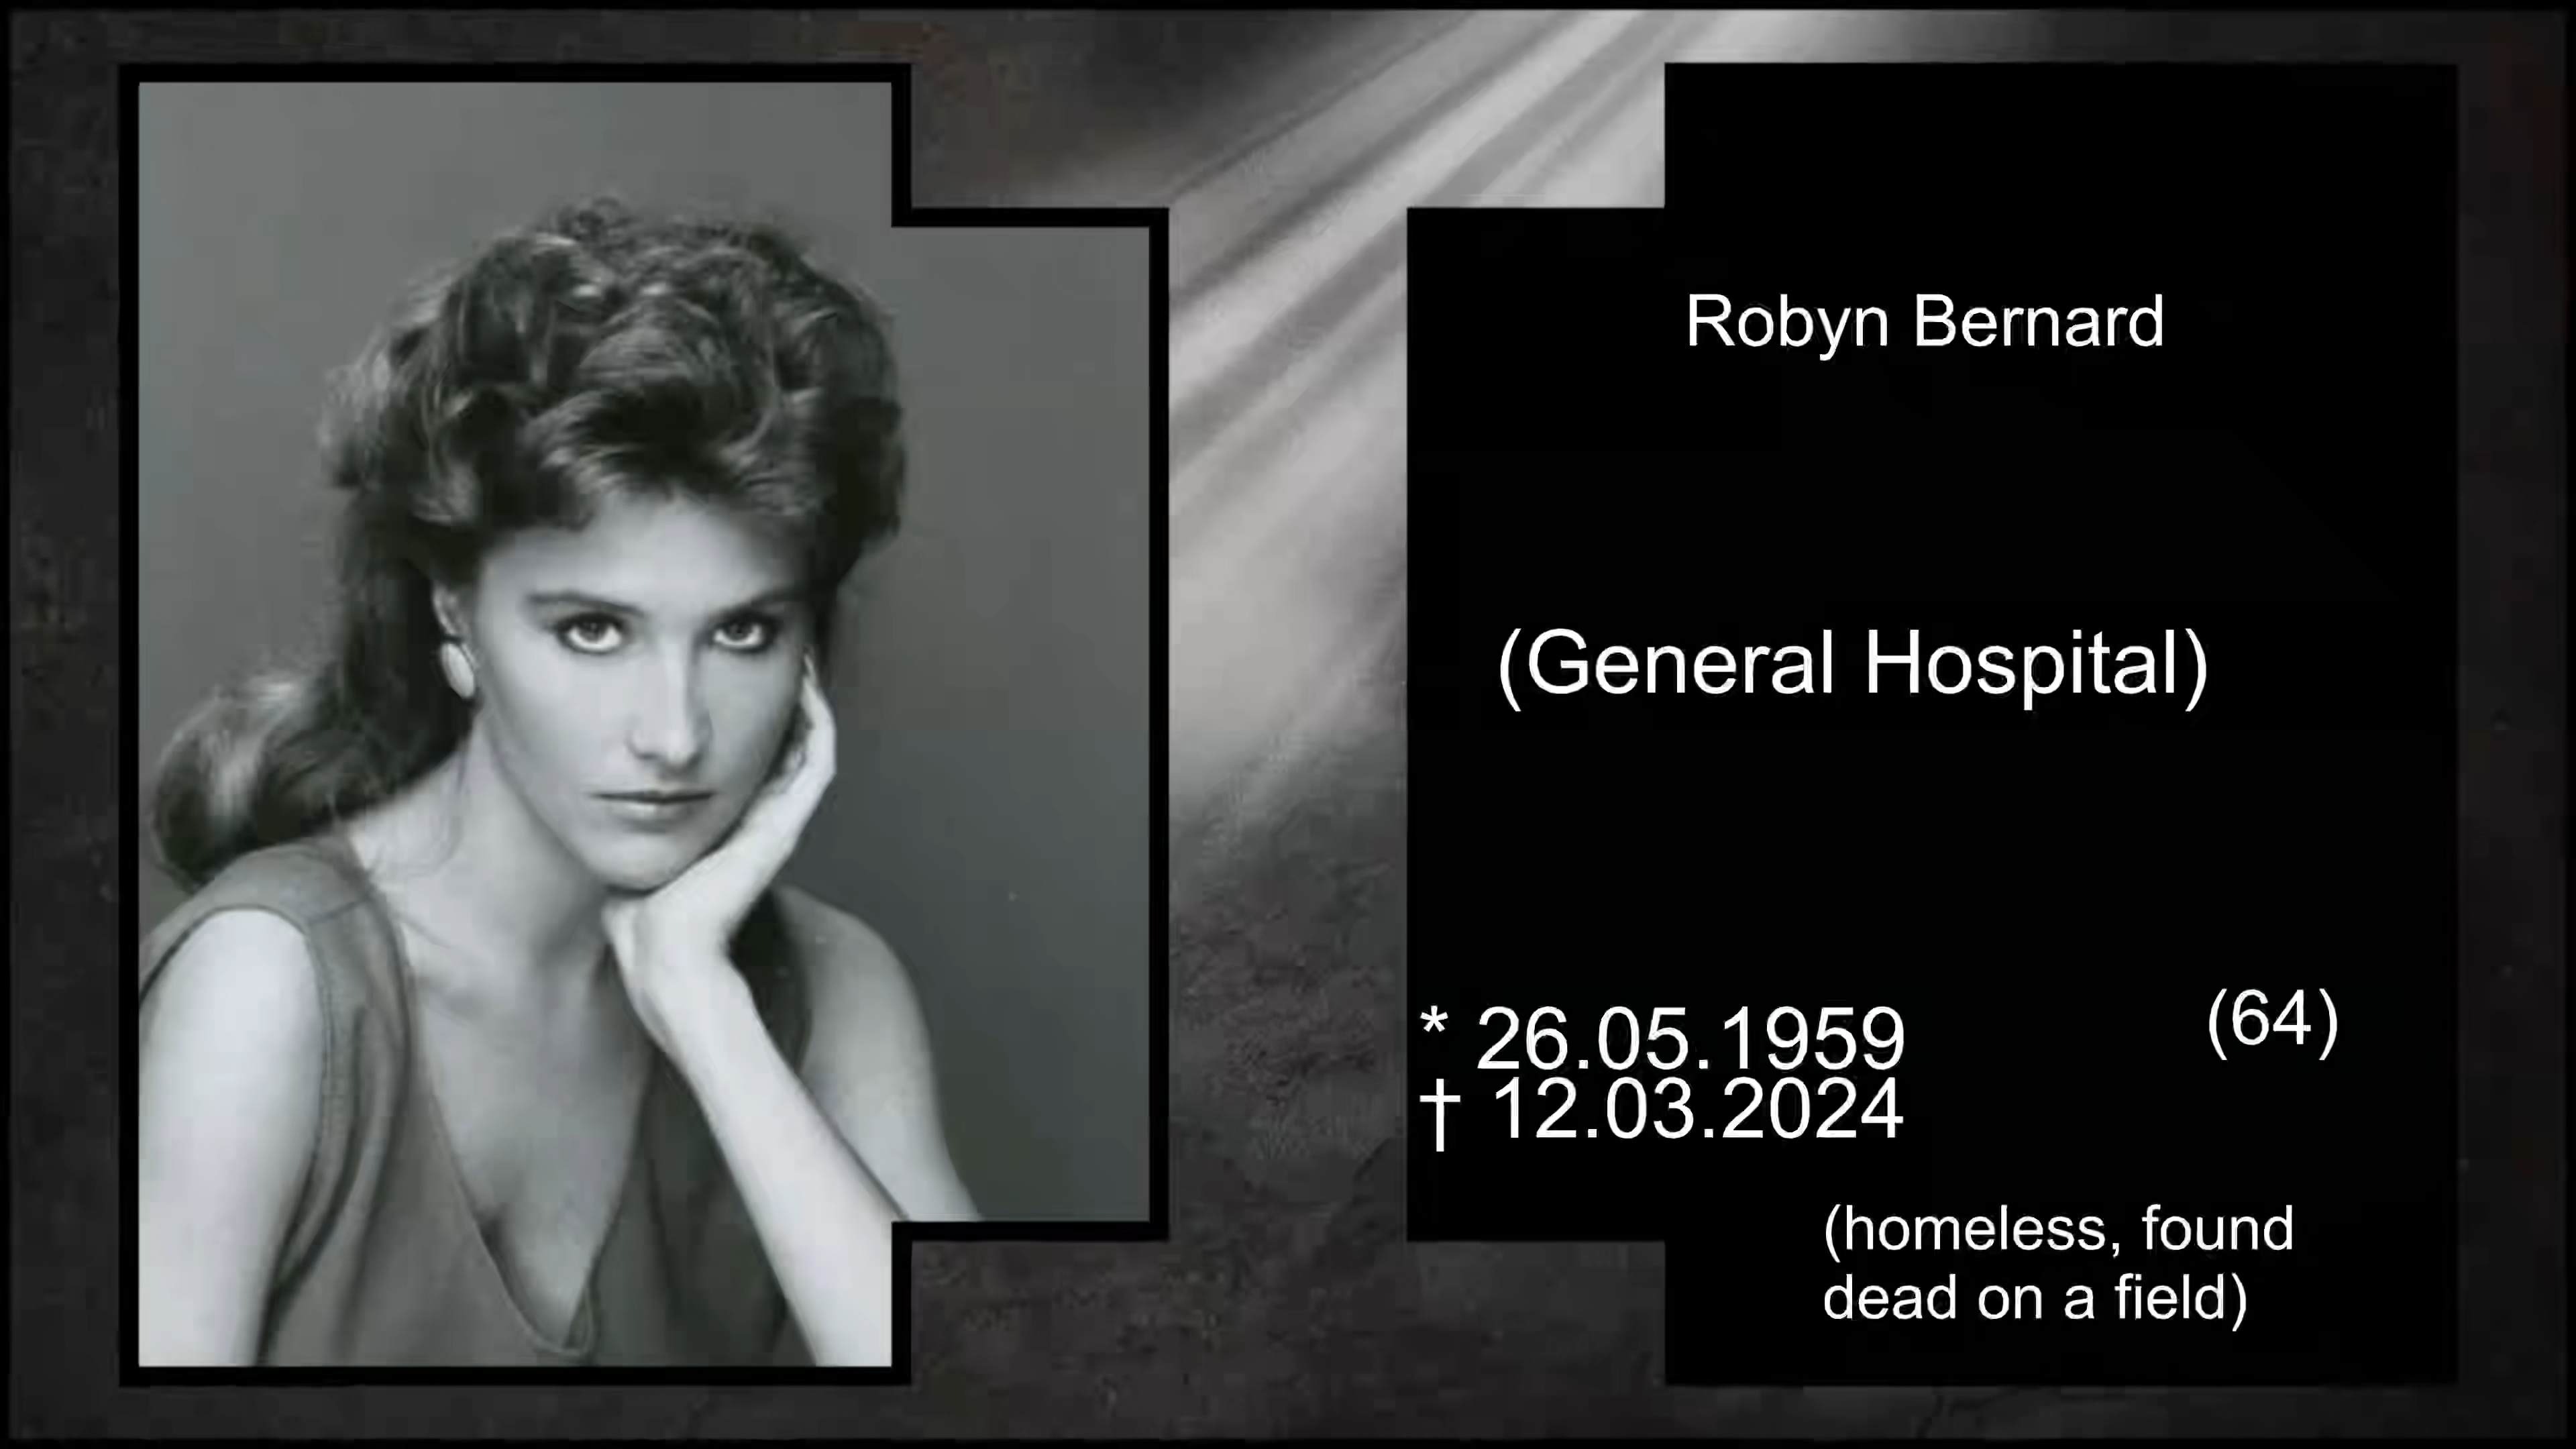 Robyn Bernard
(General Hospital)
* 26.05.1959
(64)
† 12.03.2024
(homeless, found
dead on a field)